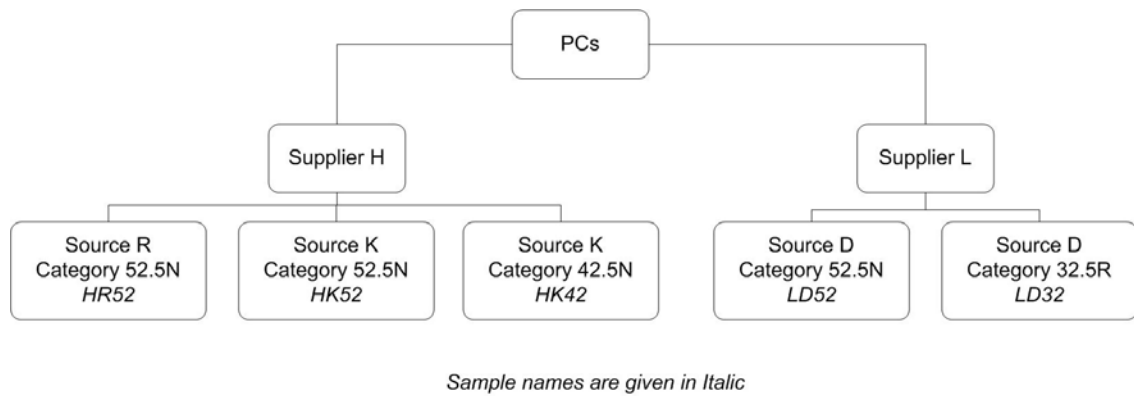 PCs
Supplier H
Supplier L
Source R
Category 52.5N
HR52
Source K
Category 52.5N
HK52
Source K
Category 42.5N
HK42
Source D
Category 52.5N
LD52
Source D
Category 32.5R
LD32
Sample names are given in Italic